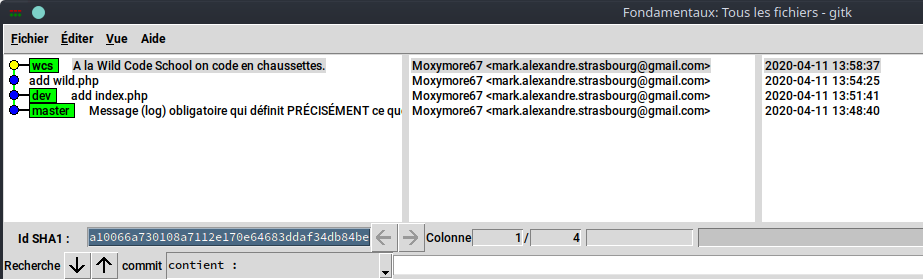 Fondamentaux: Tous les fichiers - gitk
Fichier Éditer Vue Aide
wcs A la Wild Code School on code en chaussettes. Moxymore67 <mark.alexandre.strasbourg@gmail.com> 2020-04-11 13:58:37
add wild.php Moxymore67 <mark.alexandre.strasbourg@gmail.com> 2020-04-11 13:54:25
dev add index.php Moxymore67 <mark.alexandre.strasbourg@gmail.com> 2020-04-11 13:51:41
master Message (log) obligatoire qui définit PRÉCISÉMENT ce que Moxymore67 <mark.alexandre.strasbourg@gmail.com> 2020-04-11 13:48:40
Id SHA1 : a10066a730108a7112e170e64683ddaf34db84be Colonne 1 / 4
Recherche commit contient :